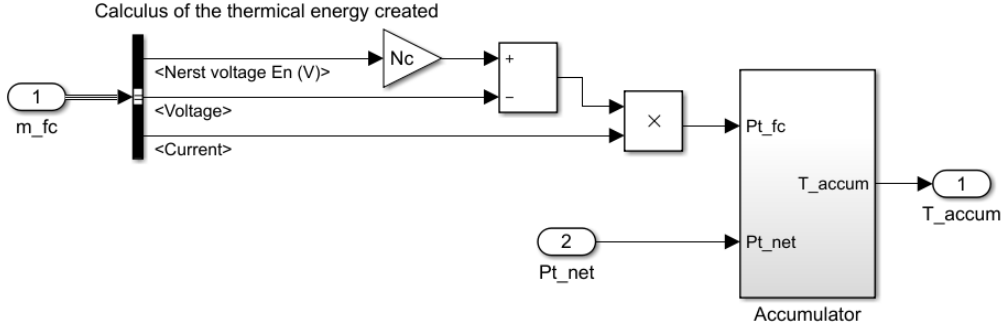 Calculus of the thermical energy created
<Nerst voltage En (V)>
Nc
+
−
<Voltage>
<Current>
×
1
m_fc
Pt_fc
T_accum
Pt_net
Accumulator
1
T_accum
2
Pt_net